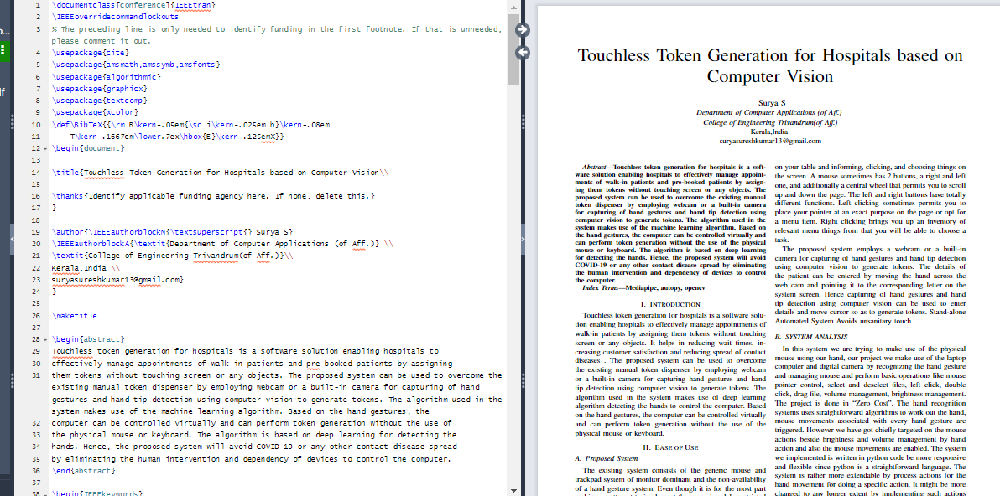 1 \documentclass[conference]{IEEEtran}
2 \IEEEoverridecommandlockouts
3 % The preceding line is only needed to identify funding in the first footnote. If that is unneeded,
please comment it out.
4 \usepackage{cite}
5 \usepackage{amsmath,amssymb,amsfonts}
6 \usepackage{algorithmic}
7 \usepackage{graphicx}
8 \usepackage{textcomp}
9 \usepackage{xcolor}
10 \def\BibTeX{{\rm B\kern-.05em{\sc i\kern-.025em b}\kern-.08em
11 T\kern-.1667em\lower.7ex\hbox{E}\kern-.125emX}}
12 \begin{document}
13
14 \title{Touchless Token Generation for Hospitals based on Computer Vision\\
15
16 \thanks{Identify applicable funding agency here. If none, delete this.}
17 }
18
19 \author{\IEEEauthorblockN{\textsuperscript{} Surya S}
20 \IEEEauthorblockA{\textit{Department of Computer Applications (of Aff.)} \\
21 \textit{College of Engineering Trivandrum(of Aff.)}\\
22 Kerala,India \\
23 suryasureshkumar13@gmail.com}
24 }
25
26 \maketitle
27
28 \begin{abstract}
29 Touchless token generation for hospitals is a software solution enabling hospitals to
30 effectively manage appointments of walk-in patients and pre-booked patients by assigning
31 them tokens without touching screen or any objects. The proposed system can be used to overcome the
existing manual token dispenser by employing webcam or a built-in camera for capturing of hand
gestures and hand tip detection using computer vision to generate tokens. The algorithm used in the
system makes use of the machine learning algorithm. Based on the hand gestures, the
32 computer can be controlled virtually and can perform token generation without the use of
33 the physical mouse or keyboard. The algorithm is based on deep learning for detecting the
34 hands. Hence, the proposed system will avoid COVID-19 or any other contact disease spread
35 by eliminating the human intervention and dependency of devices to control the computer.
36 \end{abstract}
37
38 \begin{IEEEkeywords}
Touchless Token Generation for Hospitals based on
Computer Vision
Surya S
Department of Computer Applications (of Aff.)
College of Engineering Trivandrum(of Aff.)
Kerala,India
suryasureshkumar13@gmail.com
Abstract—Touchless token generation for hospitals is a soft-
ware solution enabling hospitals to effectively manage appoint-
ments of walk-in patients and pre-booked patients by assign-
ing them tokens without touching screen or any objects. The
proposed system can be used to overcome the existing manual
token dispenser by employing webcam or a built-in camera
for capturing of hand gestures and hand tip detection using
computer vision to generate tokens. The algorithm used in the
system makes use of the machine learning algorithm. Based on
the hand gestures, the computer can be controlled virtually and
can perform token generation without the use of the physical
mouse or keyboard. The algorithm is based on deep learning
for detecting the hands. Hence, the proposed system will avoid
COVID-19 or any other contact disease spread by eliminating
the human intervention and dependency of devices to control
the computer.
Index Terms—Mediapipe, autopy, opencv
I. INTRODUCTION
Touchless token generation for hospitals is a software solu-
tion enabling hospitals to effectively manage appointments of
walk-in patients by assigning them tokens without touching
screen or any objects. It helps in reducing wait times, in-
creasing customer satisfaction and reducing spread of contact
diseases . The proposed system can be used to overcome
the existing manual token dispenser by employing webcam
or a built-in camera for capturing hand gestures and hand
tip detection using computer vision to generate tokens. The
algorithm used in the system makes use of deep learning
algorithm detecting the hands to control the computer. Based
on the hand gestures, the computer can be controlled virtually
and can perform token generation without the use of the
physical mouse or keyboard.
II. EASE OF USE
A. Proposed System
The existing system consists of the generic mouse and
trackpad system of monitor dominant and the non-availability
of a hand gesture system. Even though it is for the most part
on your table and informing, clicking, and choosing things on
the screen. A mouse sometimes has 2 buttons, a right and left
one, and additionally a central wheel that permits you to scroll
up and down the page. The left and right buttons have totally
different functions. Left clicking sometimes permits you to
place your pointer at an exact purpose on the page or opt for
a menu item. Right clicking brings you up an inventory of
relevant menu things from that you will be able to choose a
task.
The proposed system employs a webcam or a built-in
camera for capturing of hand gestures and hand tip detection
using computer vision to generate tokens. The details of
the patient can be entered by moving the hand across the
web cam and pointing it to the corresponding letter on the
system screen. Hence capturing of hand gestures and hand
tip detection using computer vision can be used to enter
details and move cursor so as to generate tokens. Stand-alone
Automated System Avoids unsanitary touch.
B. SYSTEM ANALYSIS
In this system we are trying to make use of the physical
mouse using our hand, our project we make use of the laptop
computer and digital camera by recognizing the hand gesture
and managing mouse and perform basic operations like mouse
pointer control, select and deselect files, left click, double
click, drag file, volume management, brightness management.
The project is done in “Zero Cost”. The hand recognition
systems uses straightforward algorithms to work out the hand,
mouse movements associated with every hand gesture are
triggered. However we have got chiefly targeted on the mouse
actions beside brightness and volume management by hand
action and also the mouse movements are enabled. The system
we implemented is written in python code be more responsive
and flexible since python is a straightforward language. The
system is rather more extendable by process actions for the
hand movement for doing a specific action. It might be more
changed to any longer extent by implementing such actions